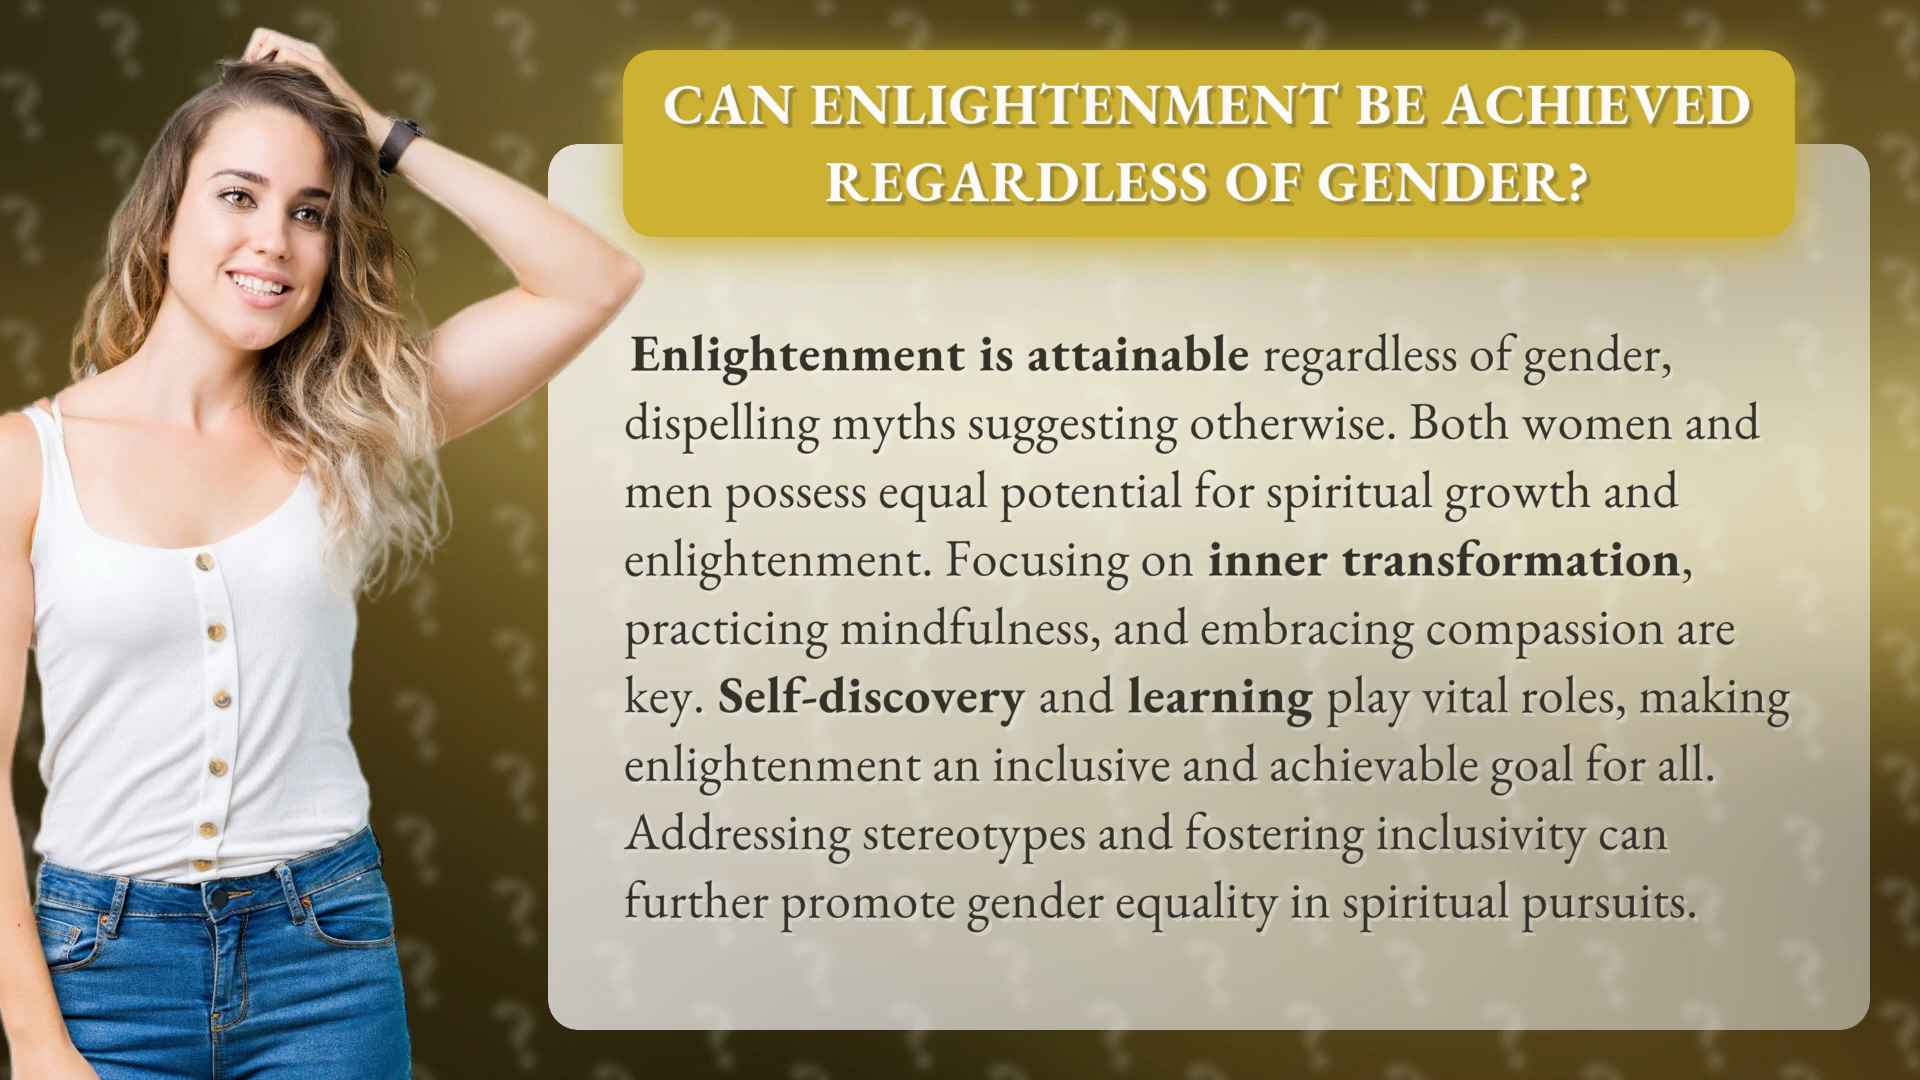 CAN ENLIGHTENMENT BE ACHIEVED
REGARDLESS OF GENDER?
Enlightenment is attainable regardless of gender,
dispelling myths suggesting otherwise. Both women and
men possess equal potential for spiritual growth and
enlightenment. Focusing on inner transformation,
practicing mindfulness, and embracing compassion are
key. Self-discovery and learning play vital roles, making
enlightenment an inclusive and achievable goal for all.
Addressing stereotypes and fostering inclusivity can
further promote gender equality in spiritual pursuits.